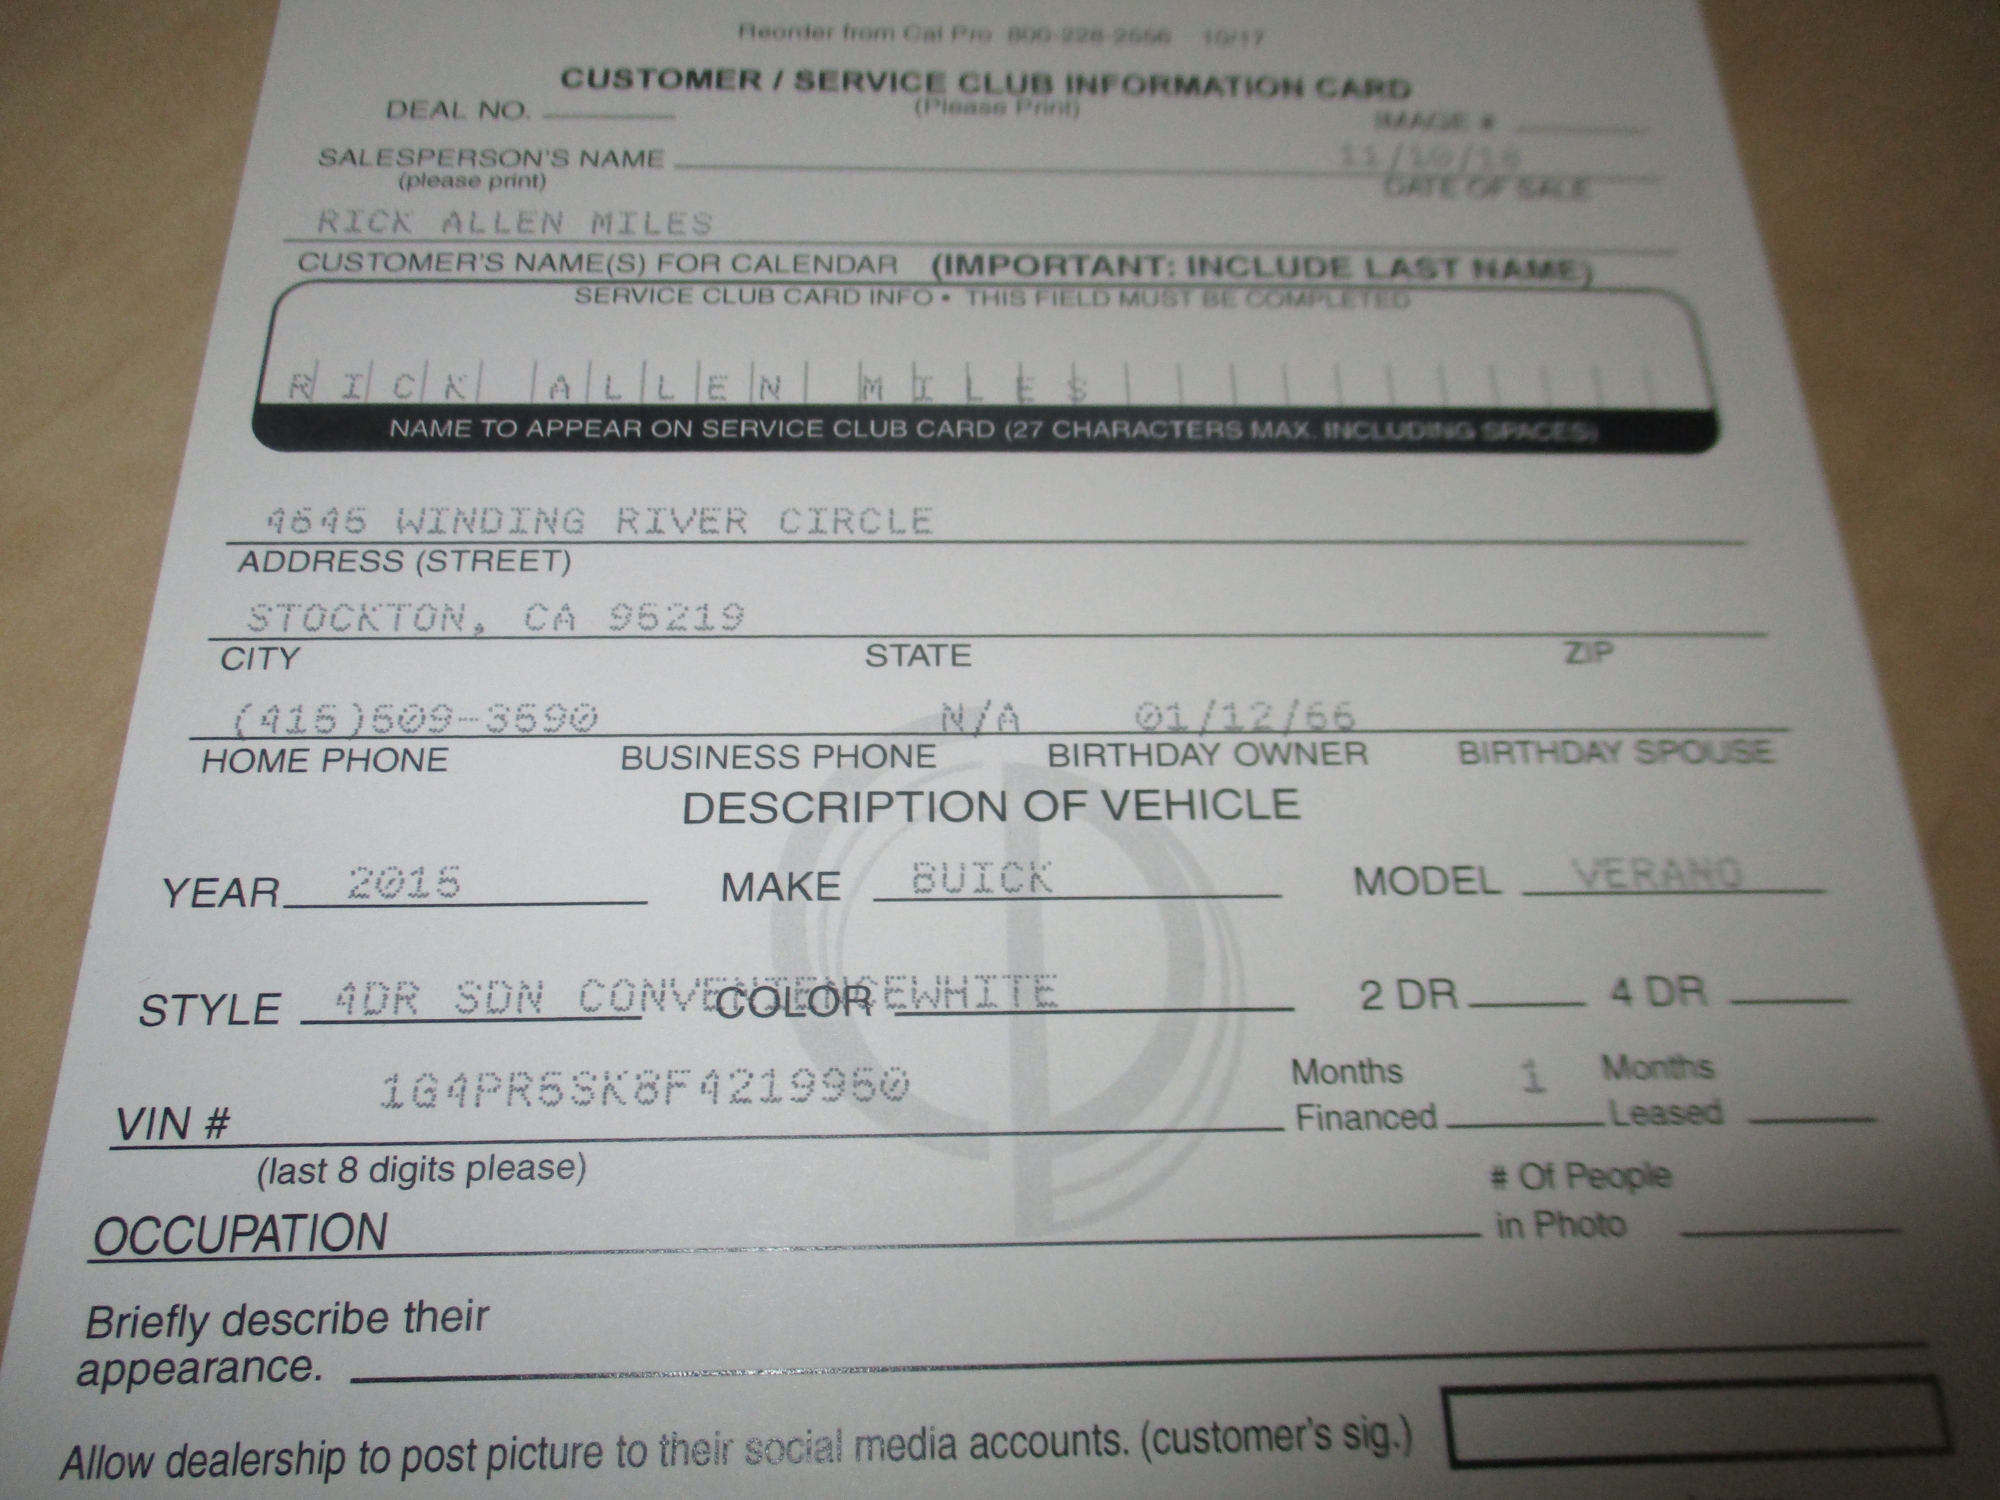 Reorder from Cal Pro 800-228-2666 10/17
CUSTOMER / SERVICE CLUB INFORMATION CARD
DEAL NO. (Please Print) IMAGE #
SALESPERSON'S NAME
(please print) DATE OF SALE
RICK ALLEN MILES
CUSTOMER'S NAME(S) FOR CALENDAR (IMPORTANT: INCLUDE LAST NAME)
SERVICE CLUB CARD INFO • THIS FIELD MUST BE COMPLETED
RICK ALLEN MILES
NAME TO APPEAR ON SERVICE CLUB CARD (27 CHARACTERS MAX. INCLUDING SPACES)
4645 WINDING RIVER CIRCLE
ADDRESS (STREET)
STOCKTON, CA 95219
CITY STATE ZIP
(415)609-3590 N/A 01/12/66
HOME PHONE BUSINESS PHONE BIRTHDAY OWNER BIRTHDAY SPOUSE
DESCRIPTION OF VEHICLE
YEAR 2015 MAKE BUICK MODEL VERANO
STYLE 4DR SDN CONVENIENCE COLOR WHITE 2 DR 4 DR
1G4PR5SK8F4219950 Months 1 Months
VIN # Financed Leased
(last 8 digits please) # Of People
OCCUPATION in Photo
Briefly describe their
appearance.
Allow dealership to post picture to their social media accounts. (customer's sig.)